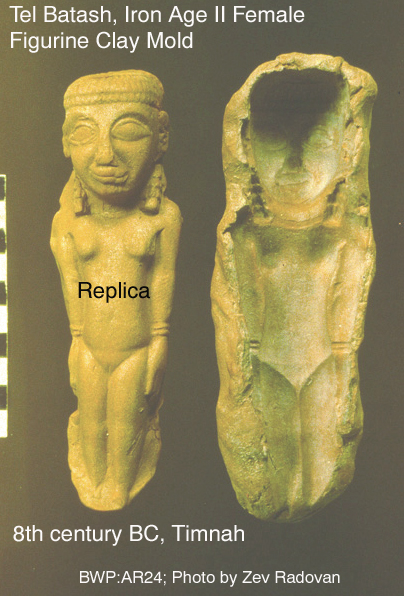 Tel Batash, Iron Age II Female
Figurine Clay Mold
Replica
8th century BC, Timnah
BWP:AR24; Photo by Zev Radovan